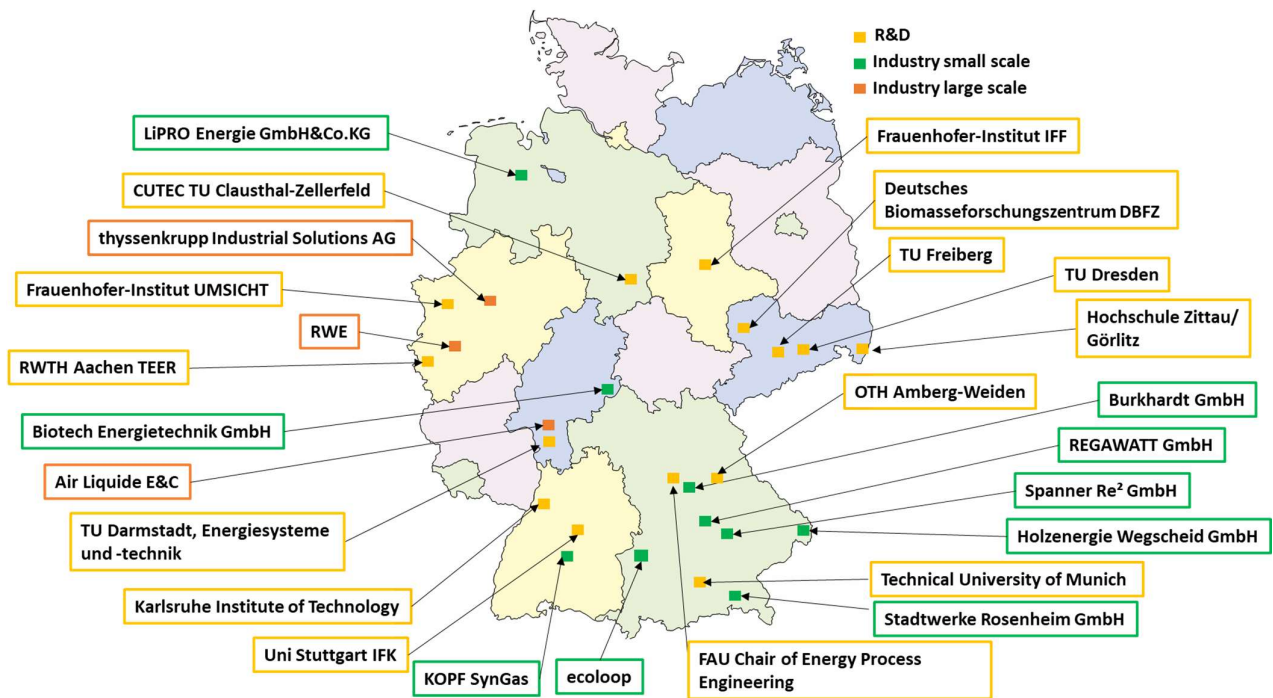 R&D
Industry small scale
Industry large scale
LiPRO Energie GmbH&Co.KG
CUTEC TU Clausthal-Zellerfeld
thyssenkrupp Industrial Solutions AG
Frauenhofer-Institut UMSICHT
RWE
RWTH Aachen TEER
Biotech Energietechnik GmbH
Air Liquide E&C
TU Darmstadt, Energiesysteme
und -technik
Karlsruhe Institute of Technology
Uni Stuttgart IFK
KOPF SynGas
ecoloop
Frauenhofer-Institut IFF
Deutsches
Biomasseforschungszentrum DBFZ
TU Freiberg
TU Dresden
Hochschule Zittau/
Görlitz
OTH Amberg-Weiden
Burkhardt GmbH
REGAWATT GmbH
Spanner Re² GmbH
Holzenergie Wegscheid GmbH
Technical University of Munich
Stadtwerke Rosenheim GmbH
FAU Chair of Energy Process
Engineering